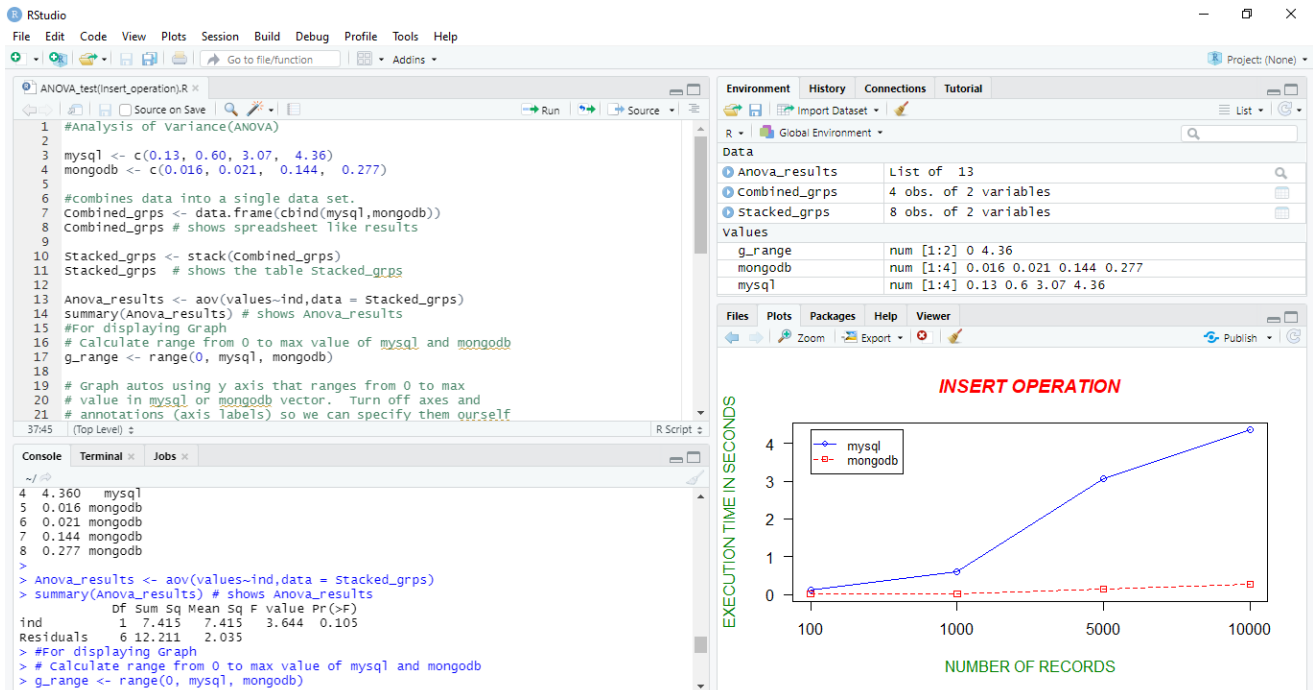 RStudio
File Edit Code View Plots Session Build Debug Profile Tools Help
Go to file/function
Addins
Project: (None)
ANOVA_test(Insert_operation).R
Source on Save
Run
Source
1 #Analysis of Variance(ANOVA)
2
3 mysql <- c(0.13, 0.60, 3.07,  4.36)
4 mongodb <- c(0.016, 0.021,  0.144,  0.277)
5
6 #combines data into a single data set.
7 Combined_grps <- data.frame(cbind(mysql,mongodb))
8 Combined_grps # shows spreadsheet like results
9
10 Stacked_grps <- stack(Combined_grps)
11 Stacked_grps  # shows the table Stacked_grps
12
13 Anova_results <- aov(values~ind,data = Stacked_grps)
14 summary(Anova_results) # shows Anova_results
15 #For displaying Graph
16 # Calculate range from 0 to max value of mysql and mongodb
17 g_range <- range(0, mysql, mongodb)
18
19 # Graph autos using y axis that ranges from 0 to max
20 # value in mysql or mongodb vector.  Turn off axes and
21 # annotations (axis labels) so we can specify them ourself
37:45 (Top Level) R Script
Console Terminal Jobs
~/
4 4.360 mysql
5 0.016 mongodb
6 0.021 mongodb
7 0.144 mongodb
8 0.277 mongodb
>
> Anova_results <- aov(values~ind,data = Stacked_grps)
> summary(Anova_results) # shows Anova_results
Df Sum Sq Mean Sq F value Pr(>F)
ind 1 7.415 7.415 3.644 0.105
Residuals 6 12.211 2.035
> #For displaying Graph
> # Calculate range from 0 to max value of mysql and mongodb
> g_range <- range(0, mysql, mongodb)
Environment History Connections Tutorial
Import Dataset
List
R Global Environment
Data
Anova_results List of 13
Combined_grps 4 obs. of 2 variables
Stacked_grps 8 obs. of 2 variables
Values
g_range num [1:2] 0 4.36
mongodb num [1:4] 0.016 0.021 0.144 0.277
mysql num [1:4] 0.13 0.6 3.07 4.36
Files Plots Packages Help Viewer
Zoom Export Publish
INSERT OPERATION
EXECUTION TIME IN SECONDS
4
3
2
1
0
mysql
mongodb
100 1000 5000 10000
NUMBER OF RECORDS